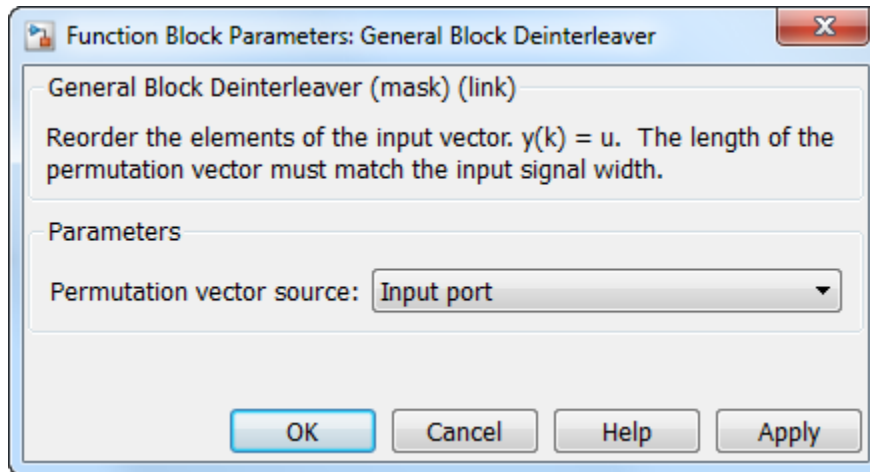 Function Block Parameters: General Block Deinterleaver
General Block Deinterleaver (mask) (link)
Reorder the elements of the input vector. y(k) = u.  The length of the
permutation vector must match the input signal width.
Parameters
Permutation vector source: Input port
OK Cancel Help Apply